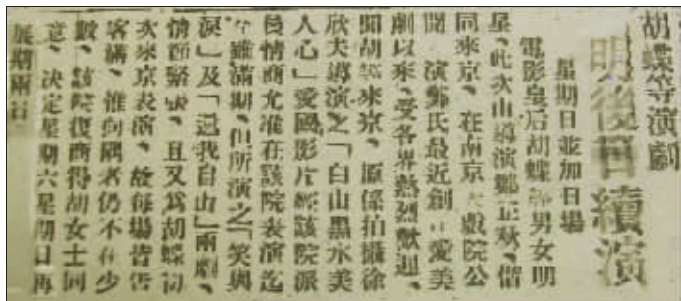 胡蝶等演劇
明後晝續演
星期日並加日場
電影皇后胡蝶等男女明
星、此次由導演鄭正秋、偕
同來京、在南京大戲院公
開演鄭氏最近創愛美
劇以來、受各界熱烈歡迎、
聞胡等來京、原係拍攝徐
欣夫導演之「白山黑水美
人心」愛國影片經該院派
員情商允准在該院表演迄
今雖滿期、但所演之「笑與
淚」及「還我自由」兩劇、
情節緊張、且又為胡蝶初
次來京表演、故每場皆告
客滿、惟向隅者仍不在少
數、該院復商得胡女士同
意、決定星期六星期日再
展期兩日